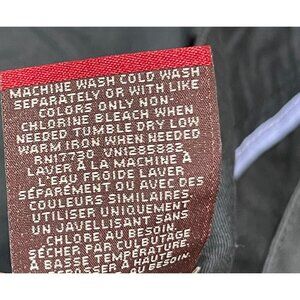 MACHINE WASH COLD WASH
SEPARATELY OR WITH LIKE
COLORS ONLY NON-
CHLORINE BLEACH WHEN
NEEDED TUMBLE DRY LOW
WARM IRON WHEN NEEDED
RN17730 VN285832
LAVER À LA MACHINE À
L'EAU FROIDE LAVER
SÉPARÉMENT OU AVEC DES
COULEURS SIMILAIRES
UTILISER UNIQUEMENT
UN JAVELLISANT SANS
CHLORE AU BESOIN.
SÉCHER PAR CULBUTAGE
À BASSE TEMPÉRATURE.